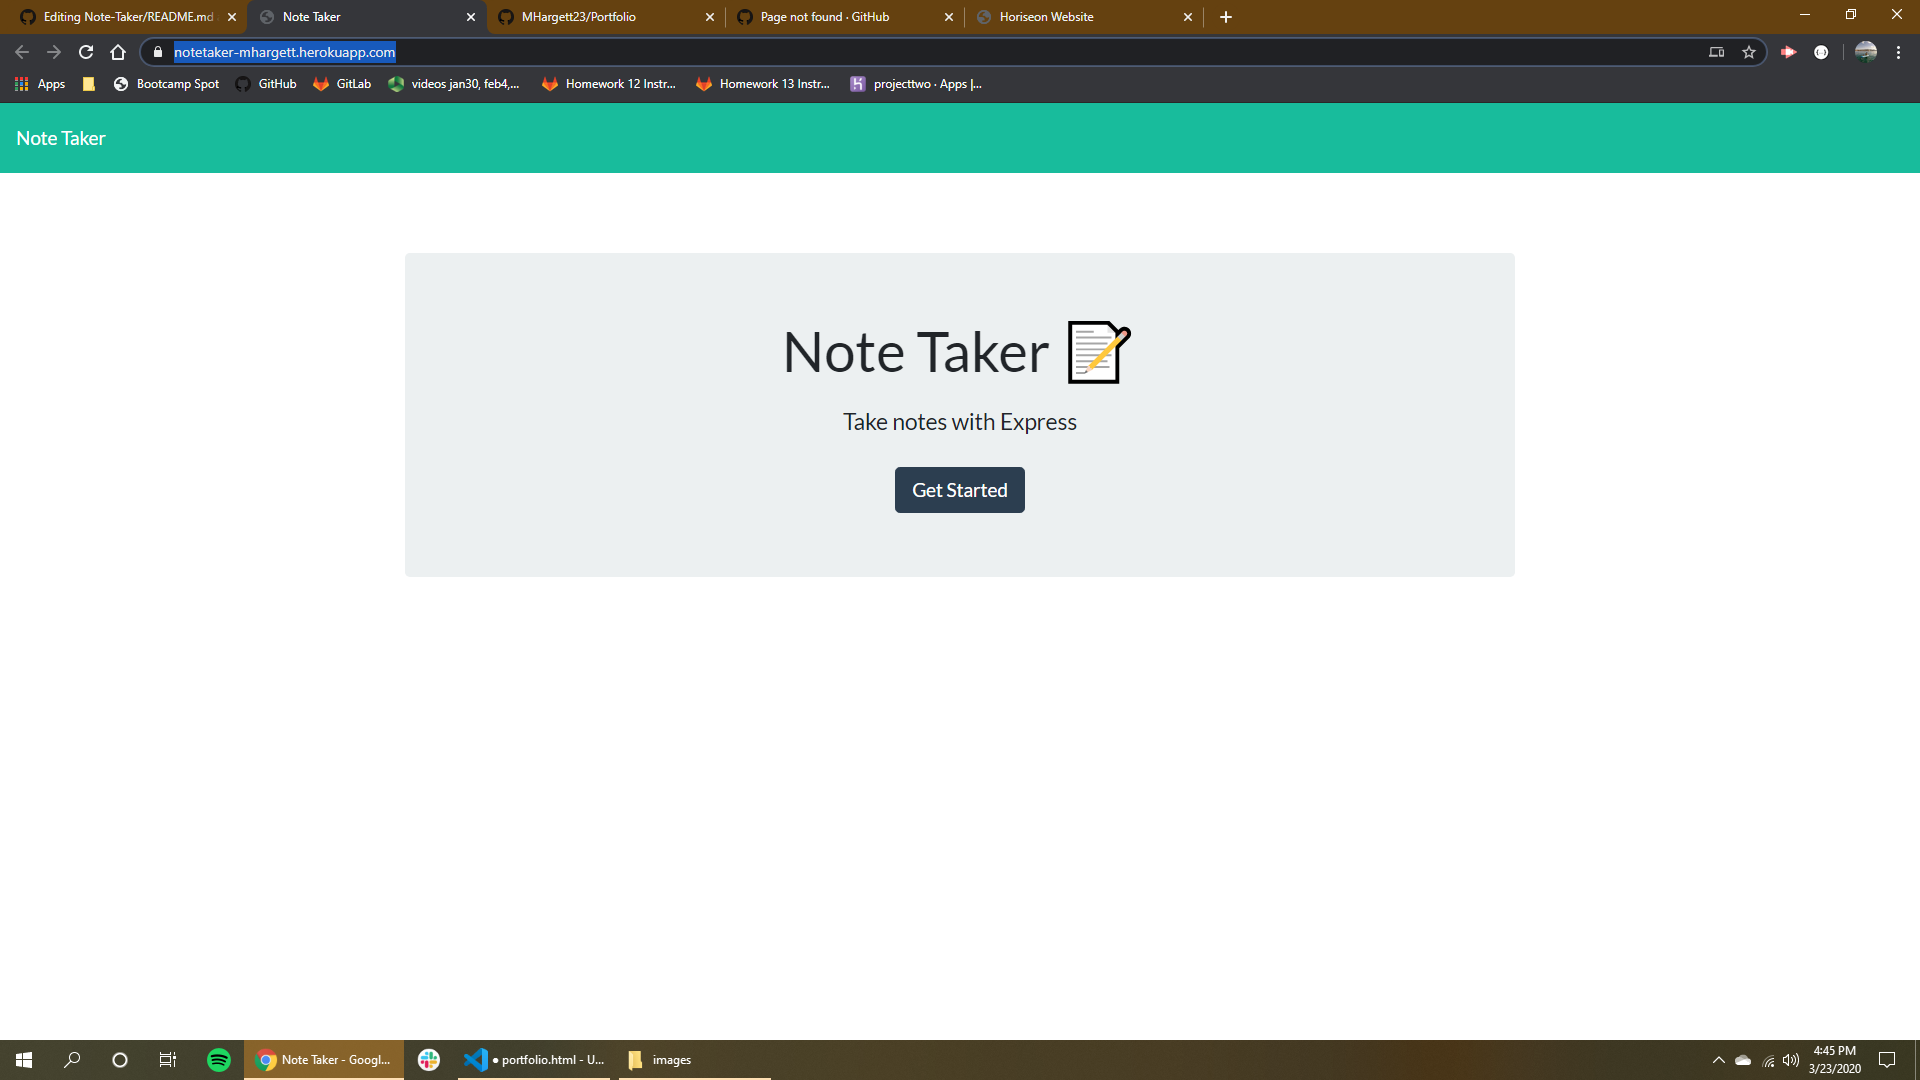 Editing Note-Taker/README.md
Note Taker
MHargett23/Portfolio
Page not found · GitHub
Horiseon Website
notetaker-mhargett.herokuapp.com
Apps
Bootcamp Spot
GitHub
GitLab
videos jan30, feb4,...
Homework 12 Instr...
Homework 13 Instr...
projecttwo · Apps |...
Note Taker
Note Taker
Take notes with Express
Get Started
Note Taker - Googl...
● portfolio.html - U...
images
4:45 PM
3/23/2020